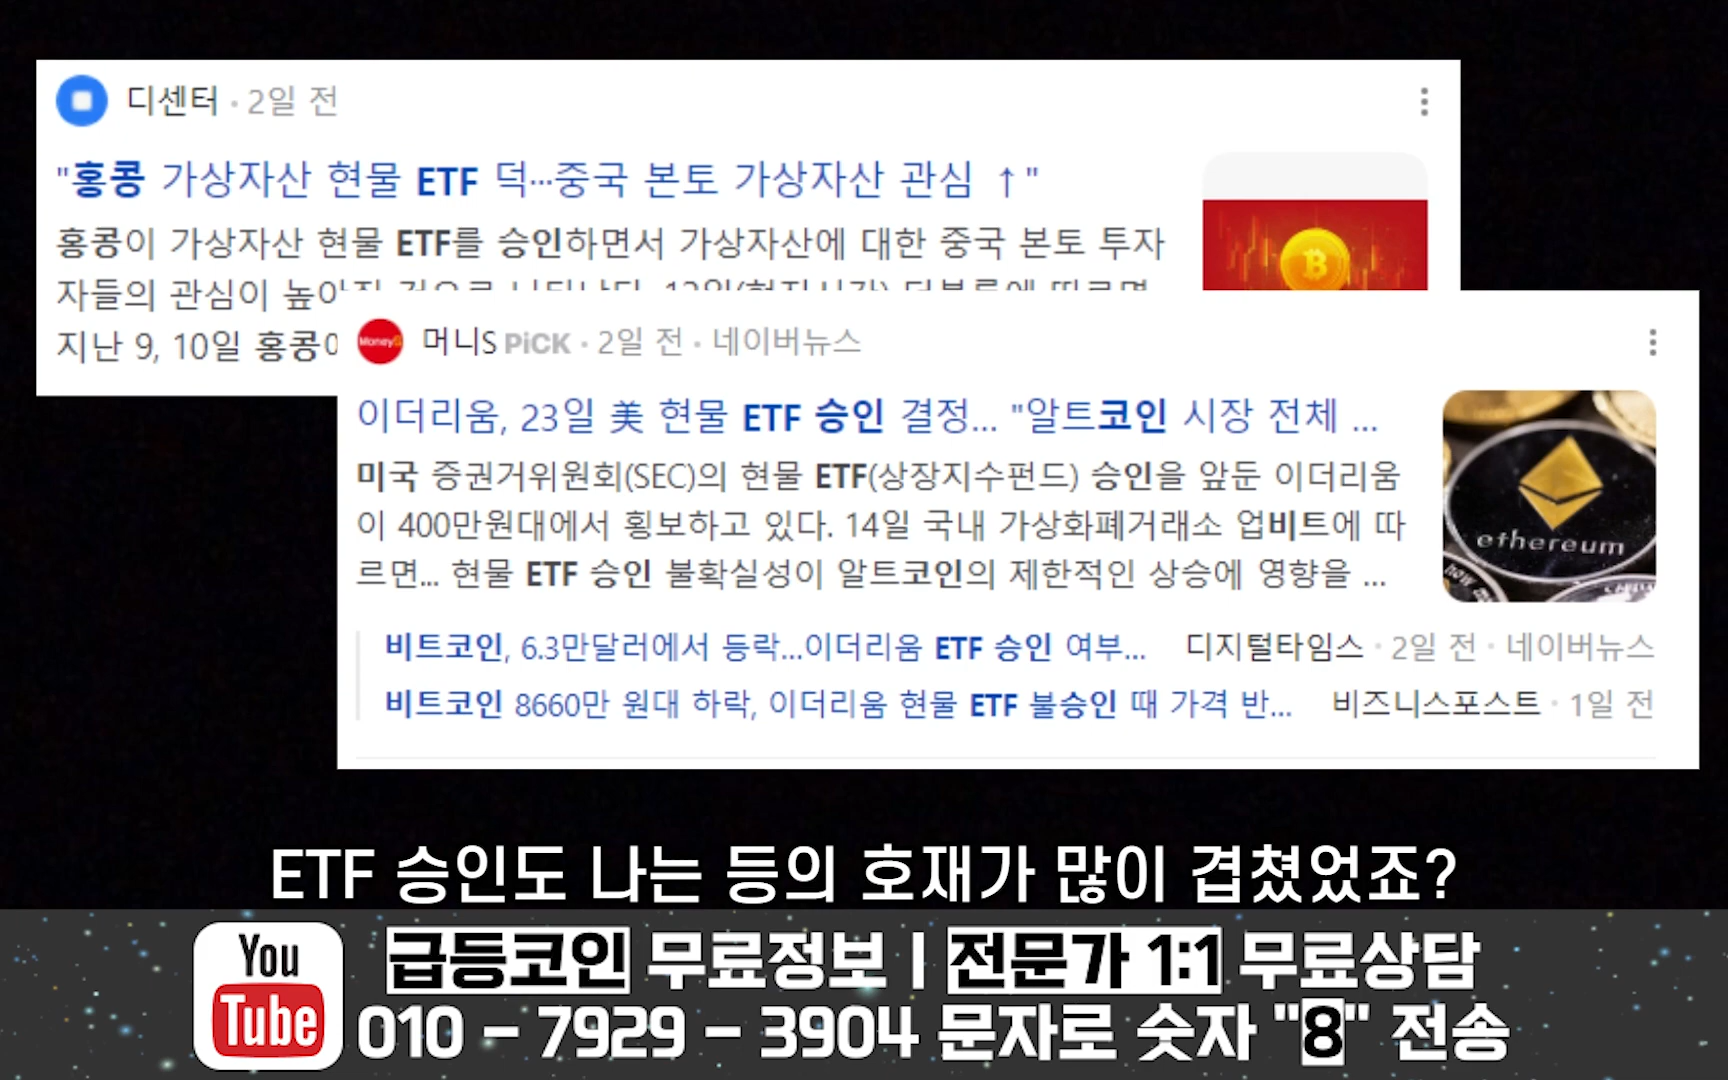 디센터 · 2일 전
"홍콩 가상자산 현물 ETF 덕…중국 본토 가상자산 관심 ↑"
홍콩이 가상자산 현물 ETF를 승인하면서 가상자산에 대한 중국 본토 투자
자들의 관심이
지난 9, 10일 홍콩이
Money
머니S PiCK · 2일 전 · 네이버뉴스
이더리움, 23일 美 현물 ETF 승인 결정... "알트코인 시장 전체 ...
미국 증권거위원회(SEC)의 현물 ETF(상장지수펀드) 승인을 앞둔 이더리움
이 400만원대에서 횡보하고 있다. 14일 국내 가상화폐거래소 업비트에 따
르면... 현물 ETF 승인 불확실성이 알트코인의 제한적인 상승에 영향을 ...
ethereum
비트코인, 6.3만달러에서 등락...이더리움 ETF 승인 여부... 디지털타임스 · 2일 전 · 네이버뉴스
비트코인 8660만 원대 하락, 이더리움 현물 ETF 불승인 때 가격 반... 비즈니스포스트 · 1일 전
ETF 승인도 나는 등의 호재가 많이 겹쳤었죠?
You Tube
급등코인 무료정보 | 전문가 1:1 무료상담
010 - 7929 - 3904 문자로 숫자 "8" 전송